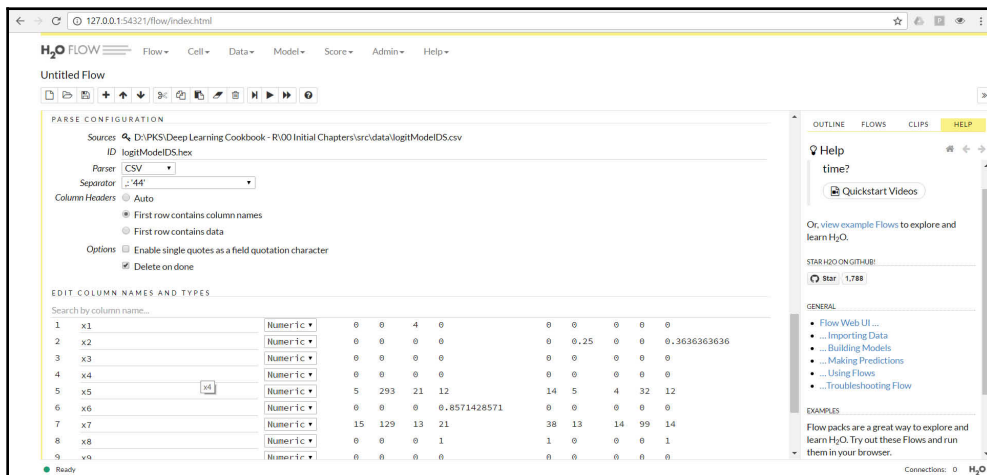 127.0.0.1:54321/flow/index.html
H2O FLOW Flow Cell Data Model Score Admin Help
Untitled Flow
PARSE CONFIGURATION
Sources D:\PKS\Deep Learning Cookbook - R\00 Initial Chapters\src\data\logitModelDS.csv
ID logitModelDS.hex
Parser CSV
Separator ,: '44'
Column Headers Auto
First row contains column names
First row contains data
Options Enable single quotes as a field quotation character
Delete on done
EDIT COLUMN NAMES AND TYPES
Search by column name...
1 x1 Numeric 0 0 4 0 0 0 0 0 0
2 x2 Numeric 0 0 0 0 0 0.25 0 0 0.3636363636
3 x3 Numeric 0 0 0 0 0 0 0 0 0
4 x4 Numeric 0 0 0 0 0 0 0 0 0
5 x5 Numeric 5 293 21 12 14 5 4 32 12
x4
6 x6 Numeric 0 0 0 0.8571428571 0 0 0 0 0
7 x7 Numeric 15 129 13 21 38 13 14 99 14
8 x8 Numeric 0 0 0 1 1 0 0 0 1
9 x9 Numeric 0 0 0 0 0 0 0 0 0
Ready
OUTLINE FLOWS CLIPS HELP
Help
time?
Quickstart Videos
Or, view example Flows to explore and
learn H2O.
STAR H2O ON GITHUB!
Star 1,788
GENERAL
Flow Web UI ...
... Importing Data
... Building Models
... Making Predictions
... Using Flows
...Troubleshooting Flow
EXAMPLES
Flow packs are a great way to explore and
learn H2O. Try out these Flows and run
them in your browser.
Connections: 0 H2O